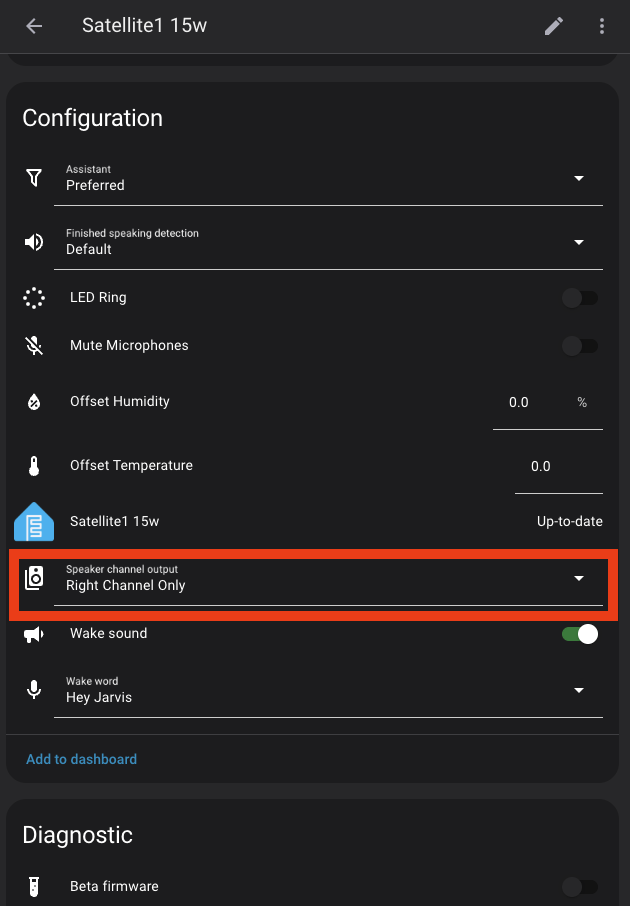 Satellite1 15w
Configuration
Assistant
Preferred
Finished speaking detection
Default
LED Ring
Mute Microphones
Offset Humidity
0.0 %
Offset Temperature
0.0
Satellite1 15w
Up-to-date
Speaker channel output
Right Channel Only
Wake sound
Wake word
Hey Jarvis
Add to dashboard
Diagnostic
Beta firmware